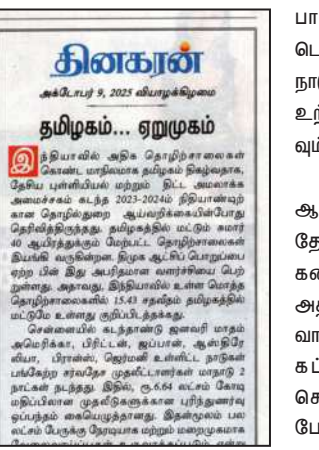 தினகரன்
அக்டோபர் 9, 2025 வியாழக்கிழமை
தமிழகம்... ஏறுமுகம்
இந்தியாவில் அதிக தொழிற்சாலைகள்
கொண்ட மாநிலமாக தமிழகம் திகழ்வதாக,
தேசிய புள்ளியியல் மற்றும் திட்ட அமலாக்க
அமைச்சகம் கடந்த 2023-2024ம் நிதியாண்டிற்
கான தொழில்துறை ஆய்வறிக்கையின்போது
தெரிவித்திருந்தது. தமிழகத்தில் மட்டும் சுமார்
40 ஆயிரத்துக்கும் மேற்பட்ட தொழிற்சாலைகள்
இயங்கி வருகின்றன. திமுக ஆட்சிப் பொறுப்பை
ஏற்ற பின் இது அபரிதமான வளர்ச்சியை பெற்
றுள்ளது. அதாவது, இந்தியாவில் உள்ள மொத்த
தொழிற்சாலைகளில் 15.43 சதவீதம் தமிழகத்தில்
மட்டுமே உள்ளது குறிப்பிடத்தக்கது.
சென்னையில் கடந்தாண்டு ஜனவரி மாதம்
அமெரிக்கா, பிரிட்டன், ஜப்பான், ஆஸ்திரே
லியா, பிரான்ஸ், ஜெர்மனி உள்ளிட்ட நாடுகள்
பங்கேற்ற சர்வதேச முதலீட்டாளர்கள் மாநாடு 2
நாட்கள் நடந்தது. இதில், ரூ.6.64 லட்சம் கோடி
மதிப்பிலான முதலீடுகளுக்கான புரிந்துணர்வு
ஒப்பந்தம் கையெழுத்தானது. இதன்மூலம் பல
லட்சம் பேருக்கு நேரடியாக மற்றும் மறைமுகமாக